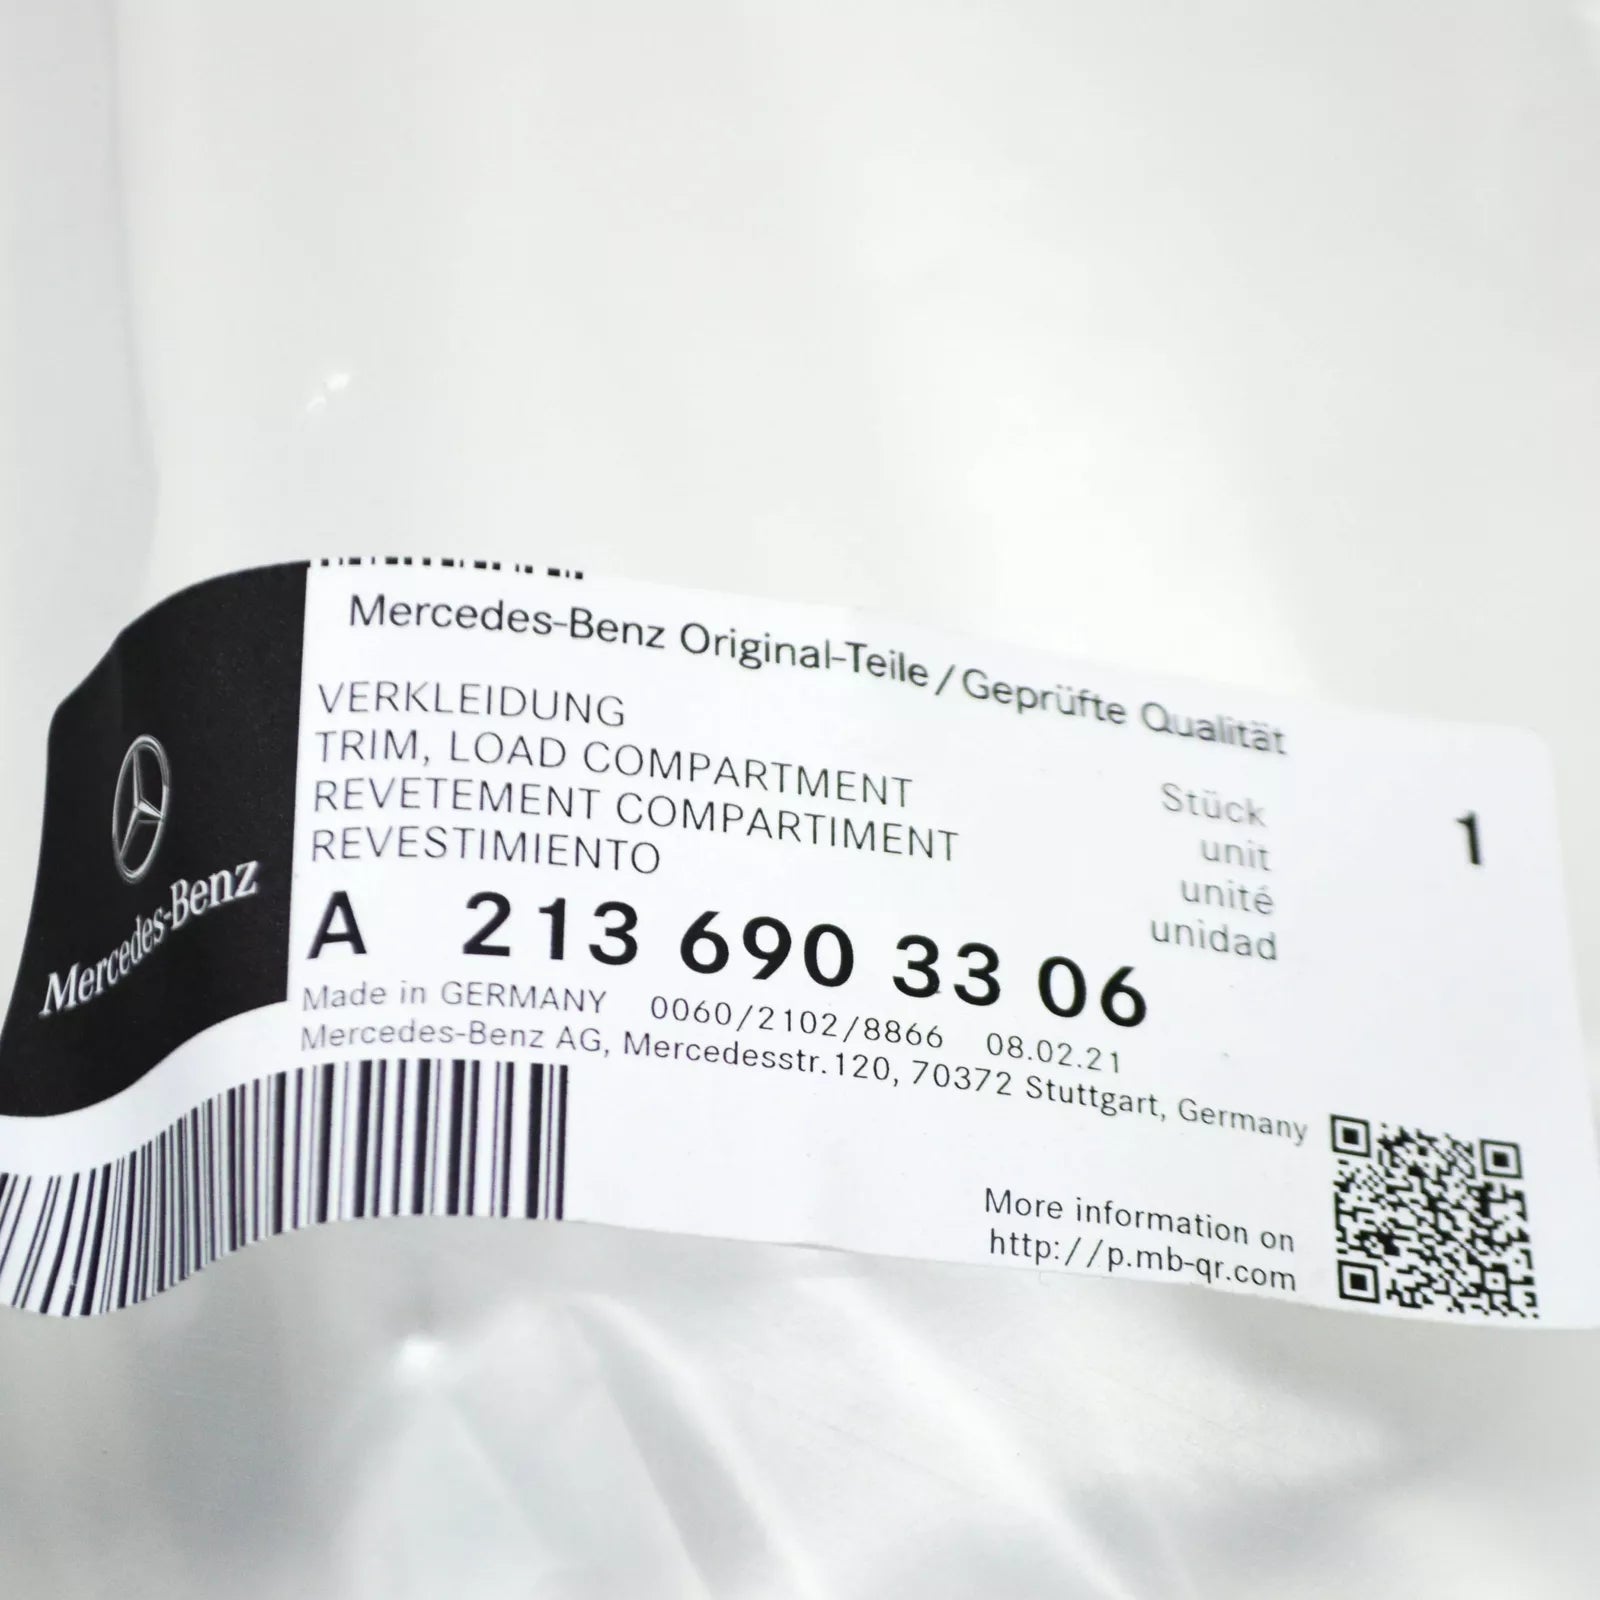 Mercedes-Benz
Mercedes-Benz Original-Teile / Geprüfte Qualität
VERKLEIDUNG
TRIM, LOAD COMPARTMENT
REVETEMENT COMPARTIMENT
REVESTIMIENTO
Stück 1
unit
unité
unidad
A 213 690 33 06
Made in GERMANY 0060/2102/8866 08.02.21
Mercedes-Benz AG, Mercedesstr.120, 70372 Stuttgart, Germany
More information on
http://p.mb-qr.com